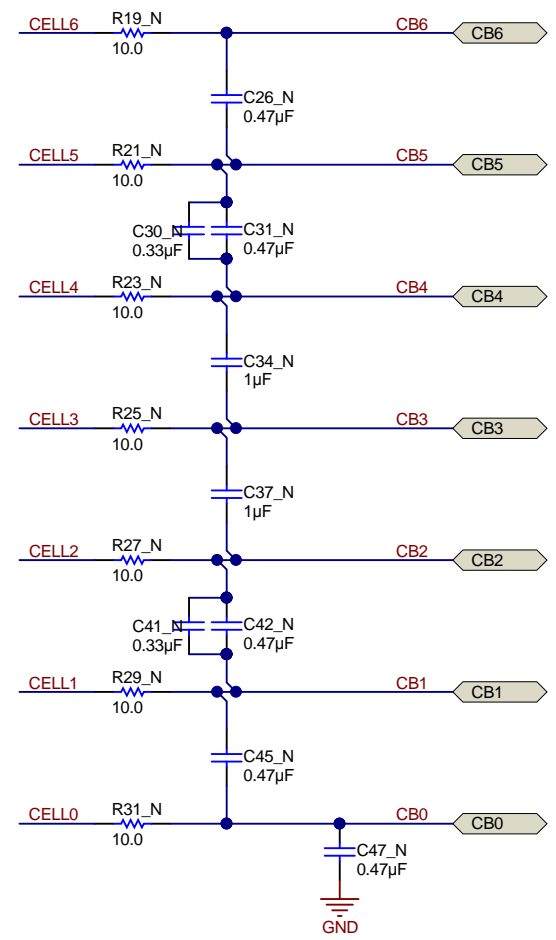 CELL6
R19_N
10.0
CB6
CB6
C26_N
0.47µF
CELL5
R21_N
10.0
CB5
CB5
C30_N
0.33µF
C31_N
0.47µF
CELL4
R23_N
10.0
CB4
CB4
C34_N
1µF
CELL3
R25_N
10.0
CB3
CB3
C37_N
1µF
CELL2
R27_N
10.0
CB2
CB2
C41_N
0.33µF
C42_N
0.47µF
CELL1
R29_N
10.0
CB1
CB1
C45_N
0.47µF
CELL0
R31_N
10.0
CB0
CB0
C47_N
0.47µF
GND